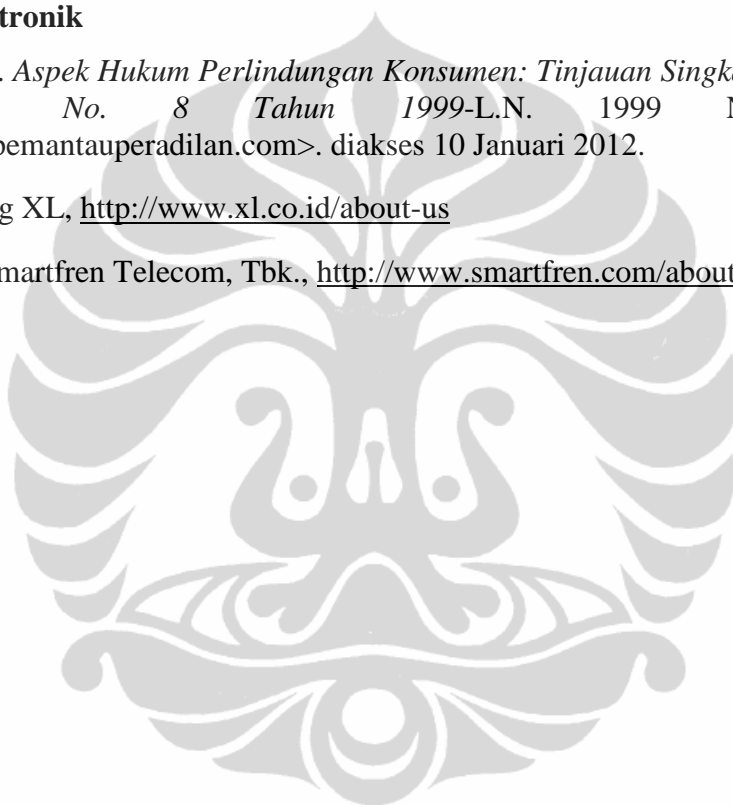 tronik
. Aspek Hukum Perlindungan Konsumen: Tinjauan Singk
No. 8 Tahun 1999-L.N. 1999 N
pemantauperadilan.com>. diakses 10 Januari 2012.
g XL, http://www.xl.co.id/about-us
martfren Telecom, Tbk., http://www.smartfren.com/about